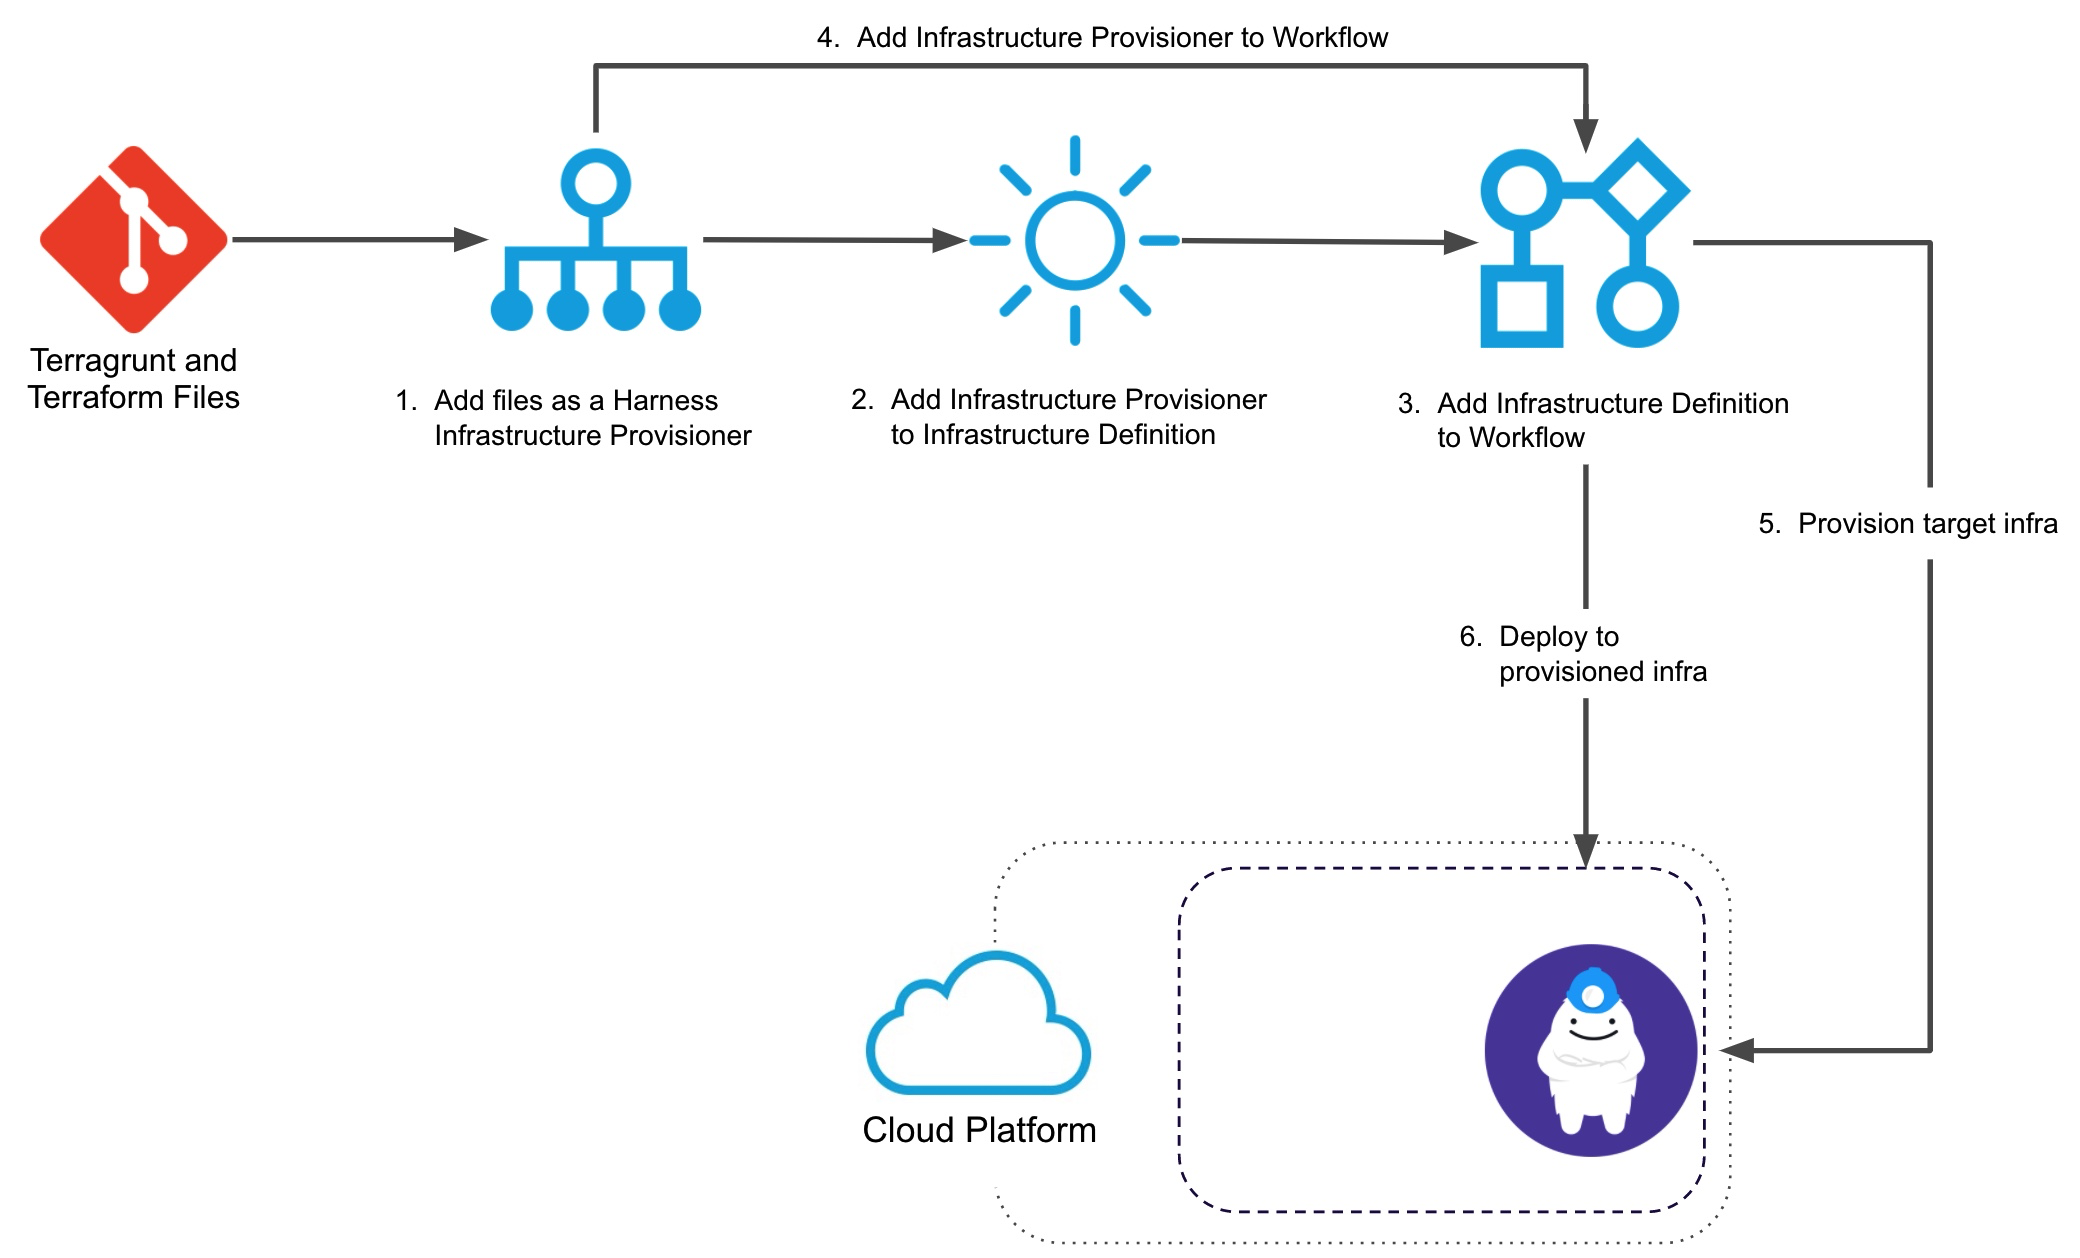 4. Add Infrastructure Provisioner to Workflow
Terragrunt and
Terraform Files
1. Add files as a Harness
Infrastructure Provisioner
2. Add Infrastructure Provisioner
to Infrastructure Definition
3. Add Infrastructure Definition
to Workflow
5. Provision target infra
6. Deploy to
provisioned infra
Cloud Platform